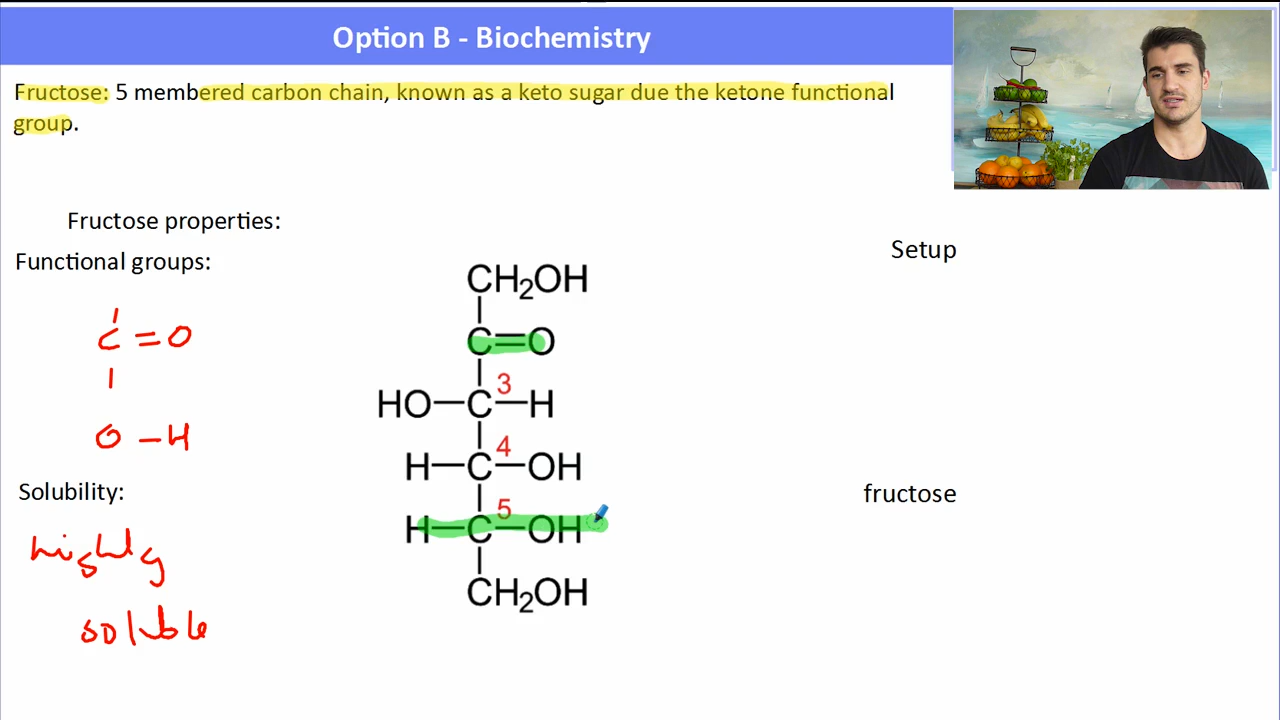 Option B - Biochemistry
Fructose: 5 membered carbon chain, known as a keto sugar due the ketone functional
group.
Fructose properties:
Functional groups:
C=O
O-H
Solubility:
highly
soluble
CH2OH
C=O
3
HO-C-H
4
H-C-OH
5
H-C-OH
CH2OH
Setup
fructose